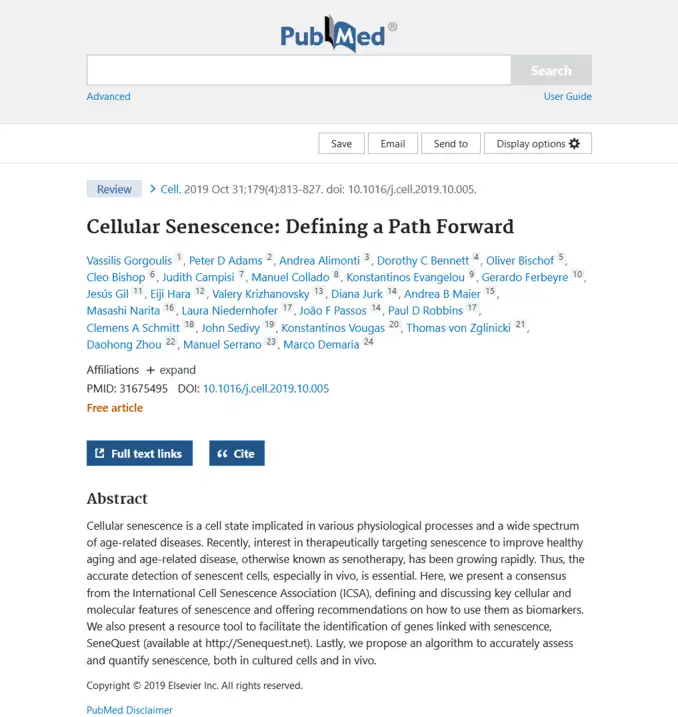 PubMed®
Search
Advanced
User Guide
Save
Email
Send to
Display options
Review
Cell. 2019 Oct 31;179(4):813-827. doi: 10.1016/j.cell.2019.10.005.
Cellular Senescence: Defining a Path Forward
Vassilis Gorgoulis 1, Peter D Adams 2, Andrea Alimonti 3, Dorothy C Bennett 4, Oliver Bischof 5,
Cleo Bishop 6, Judith Campisi 7, Manuel Collado 8, Konstantinos Evangelou 9, Gerardo Ferbeyre 10,
Jesús Gil 11, Eiji Hara 12, Valery Krizhanovsky 13, Diana Jurk 14, Andrea B Maier 15,
Masashi Narita 16, Laura Niedernhofer 17, João F Passos 14, Paul D Robbins 17,
Clemens A Schmitt 18, John Sedivy 19, Konstantinos Vougas 20, Thomas von Zglinicki 21,
Daohong Zhou 22, Manuel Serrano 23, Marco Demaria 24
Affiliations + expand
PMID: 31675495 DOI: 10.1016/j.cell.2019.10.005
Free article
Full text links
Cite
Abstract
Cellular senescence is a cell state implicated in various physiological processes and a wide spectrum
of age-related diseases. Recently, interest in therapeutically targeting senescence to improve healthy
aging and age-related disease, otherwise known as senotherapy, has been growing rapidly. Thus, the
accurate detection of senescent cells, especially in vivo, is essential. Here, we present a consensus
from the International Cell Senescence Association (ICSA), defining and discussing key cellular and
molecular features of senescence and offering recommendations on how to use them as biomarkers.
We also present a resource tool to facilitate the identification of genes linked with senescence,
SeneQuest (available at http://Senequest.net). Lastly, we propose an algorithm to accurately assess
and quantify senescence, both in cultured cells and in vivo.
Copyright © 2019 Elsevier Inc. All rights reserved.
PubMed Disclaimer